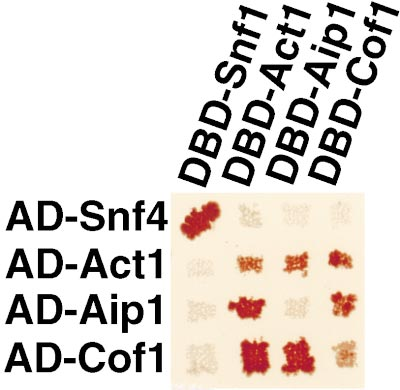 DBD-Snf1
DBD-Act1
DBD-Aip1
DBD-Cof1
AD-Snf4
AD-Act1
AD-Aip1
AD-Cof1